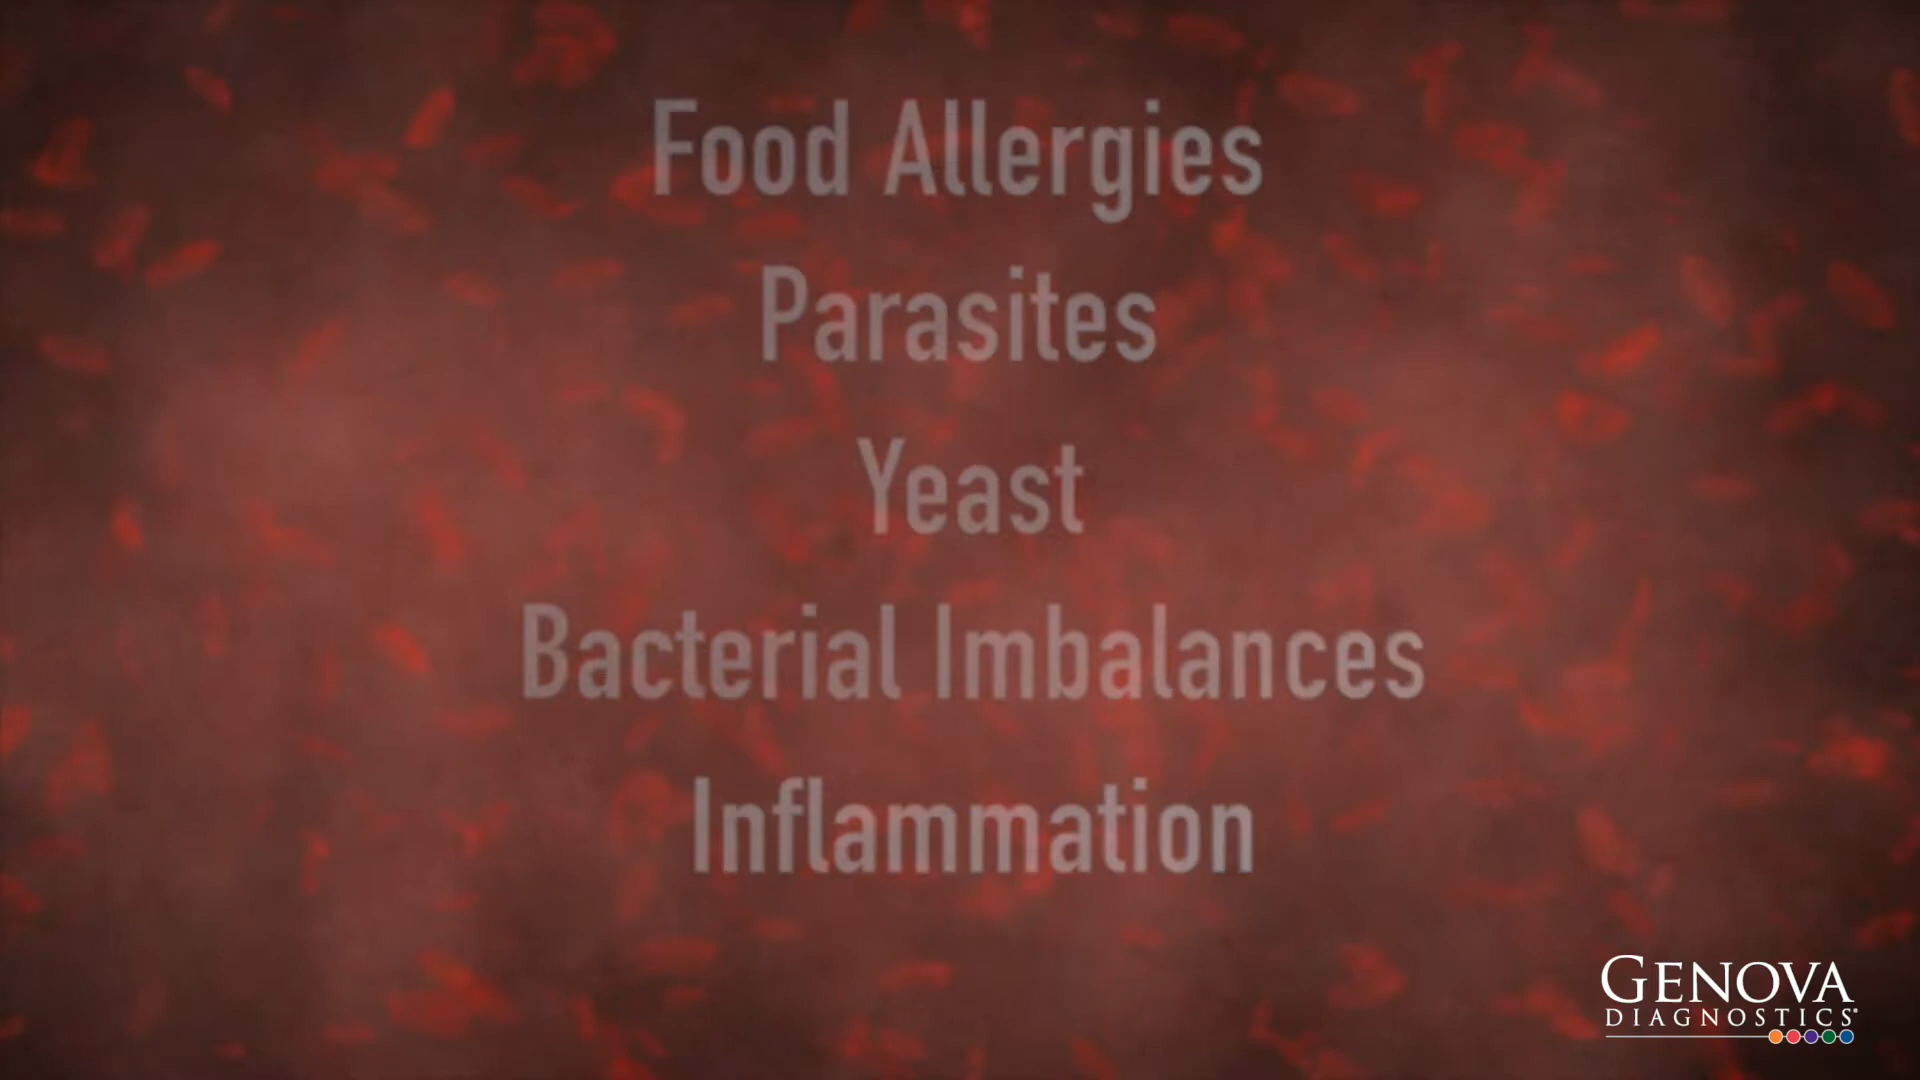 Food Allergies
Parasites
Yeast
Bacterial Imbalances
Inflammation
GENOVA
DIAGNOSTICS®